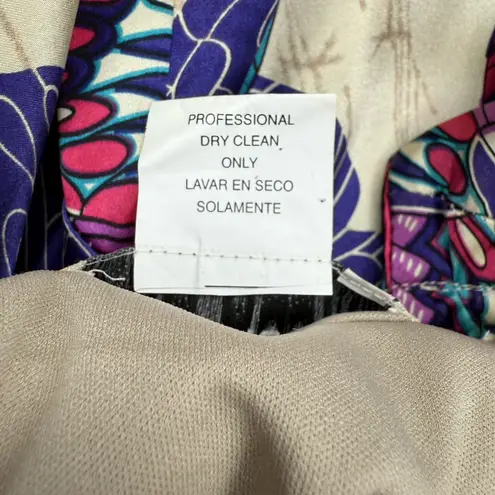 PROFESSIONAL
DRY CLEAN
ONLY
LAVAR EN SECO
SOLAMENTE